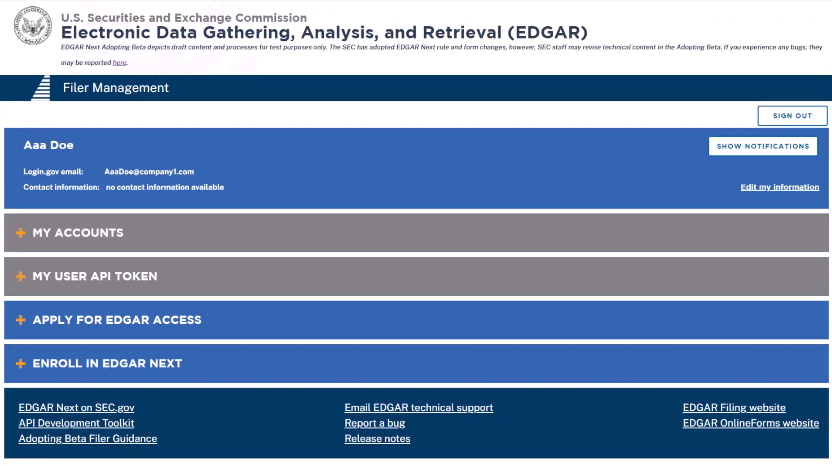 U.S. Securities and Exchange Commission
Electronic Data Gathering, Analysis, and Retrieval (EDGAR)
EDGAR Next Adopting Beta depicts draft content and processes for test purposes only. The SEC has adopted EDGAR Next rule and form changes, however, SEC staff may revise technical content in the Adopting Beta. If you experience any bugs, they
may be reported here.
Filer Management
SIGN OUT
Aaa Doe
SHOW NOTIFICATIONS
Login.gov email: AaaDoe@company1.com
Contact information: no contact information available
Edit my information
MY ACCOUNTS
MY USER API TOKEN
APPLY FOR EDGAR ACCESS
ENROLL IN EDGAR NEXT
EDGAR Next on SEC.gov
API Development Toolkit
Adopting Beta Filer Guidance
Email EDGAR technical support
Report a bug
Release notes
EDGAR Filing website
EDGAR OnlineForms website